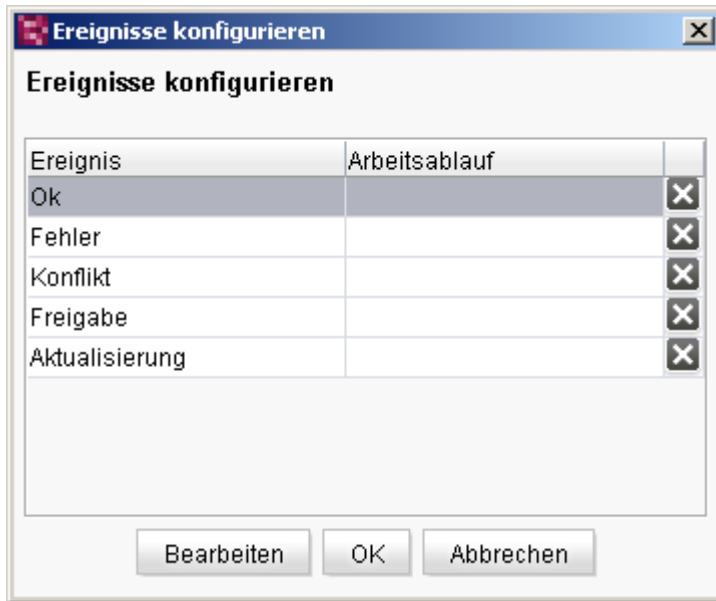 Ereignisse konfigurieren
Ereignisse konfigurieren
Ereignis Arbeitsablauf
Ok
Fehler
Konflikt
Freigabe
Aktualisierung
Bearbeiten OK Abbrechen